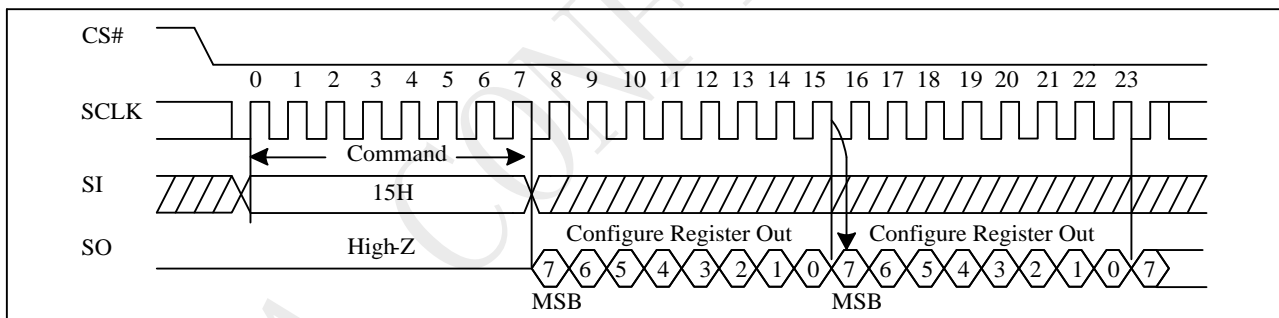 CS#
0 1 2 3 4 5 6 7 8 9 10 11 12 13 14 15 16 17 18 19 20 21 22 23
SCLK
Command
SI
15H
SO
High-Z
Configure Register Out Configure Register Out
7 6 5 4 3 2 1 0 7 6 5 4 3 2 1 0 7
MSB MSB